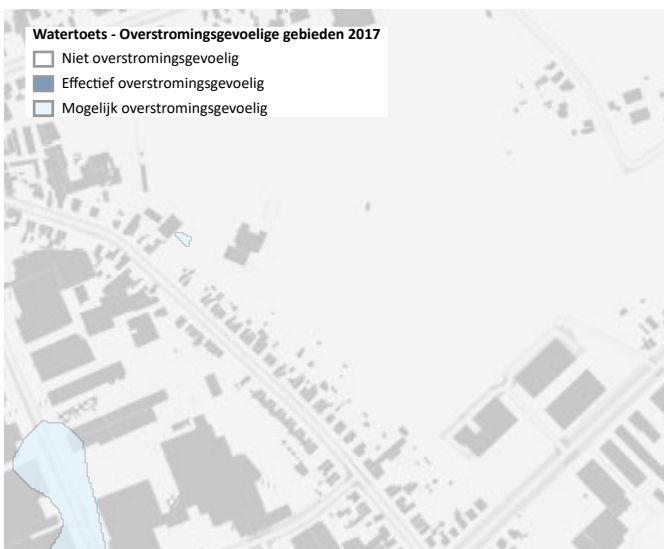 Watertoets - Overstromingsgevoelige gebieden 2017
Niet overstromingsgevoelig
Effectief overstromingsgevoelig
Mogelijk overstromingsgevoelig